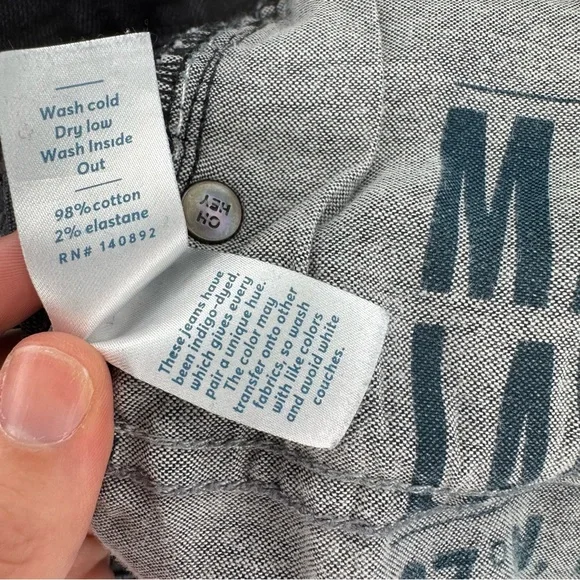 Wash cold
Dry low
Wash Inside
Out
98% cotton
2% elastane
RN# 140892
OH
HEY
These jeans have
been indigo-dyed,
which gives every
pair a unique hue.
The color may
transfer onto other
fabrics, so wash
with like colors
and avoid white
couches.
M